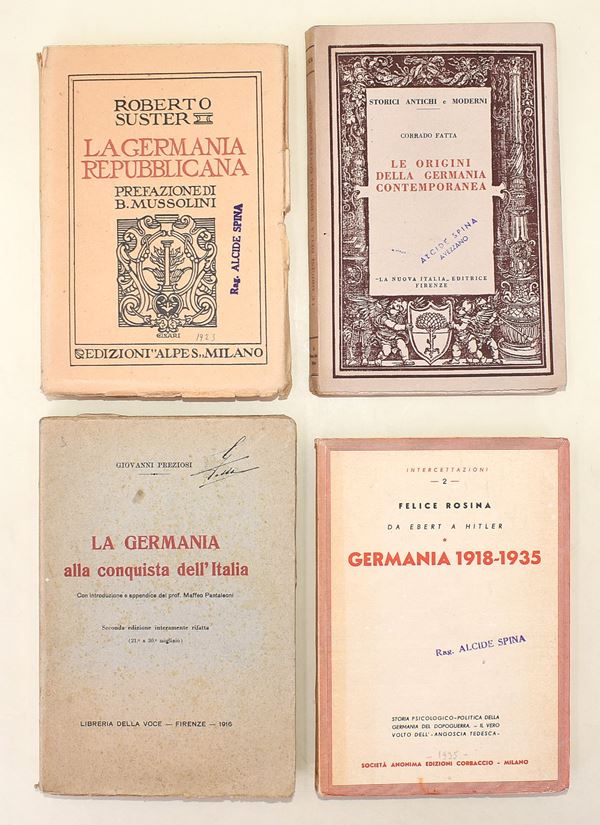 ROBERTO
SUSTER
LA GERMANIA
REPUBBLICANA
PREFAZIONE DI
B. MUSSOLINI
Rag. ALCIDE SPINA
CISARI
1923
EDIZIONI "ALPES„ MILANO
STORICI ANTICHI e MODERNI
CORRADO FATTA
LE ORIGINI
DELLA GERMANIA
CONTEMPORANEA
ALCIDE SPINA
AVEZZANO
"LA NUOVA ITALIA„ EDITRICE
FIRENZE
GIOVANNI PREZIOSI
LA GERMANIA
alla conquista dell'Italia
Con introduzione e appendice del prof. Maffeo Pantaleoni
Seconda edizione interamente rifatta
(21.° a 30.° migliaio)
LIBRERIA DELLA VOCE — FIRENZE — 1916
INTERCETTAZIONI
— 2 —
FELICE ROSINA
DA EBERT A HITLER
*
GERMANIA 1918-1935
Rag. ALCIDE SPINA
STORIA PSICOLOGICO-POLITICA DELLA
GERMANIA DEL DOPOGUERRA. — IL VERO
VOLTO DELL'«ANGOSCIA TEDESCA»
- 1935 -
SOCIETÀ ANONIMA EDIZIONI CORBACCIO - MILANO